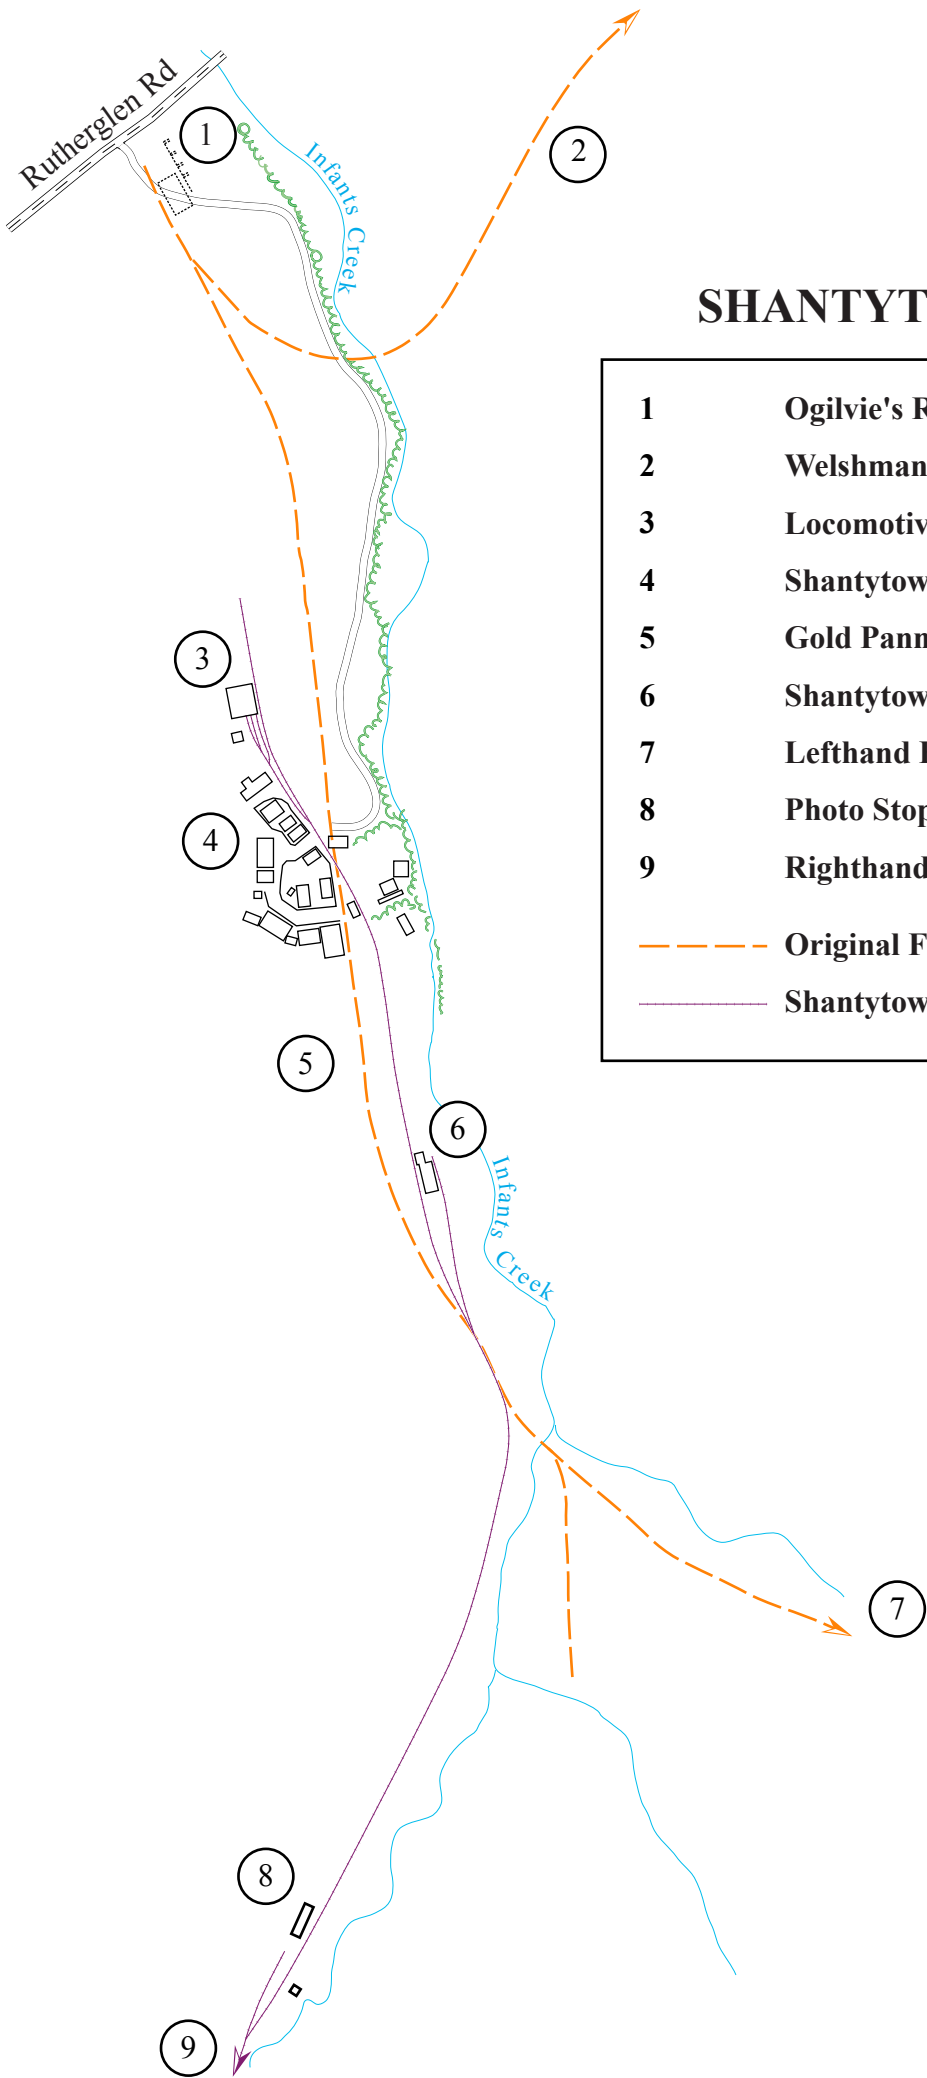 Rutherglen Rd
1
Infants Creek
2
SHANTYT
1 Ogilvie's R
2 Welshman
3 Locomotiv
4 Shantytow
5 Gold Pann
6 Shantytow
7 Lefthand
8 Photo Stop
9 Righthand
Original F
Shantytow
3
4
5
6
Infants Creek
7
8
9